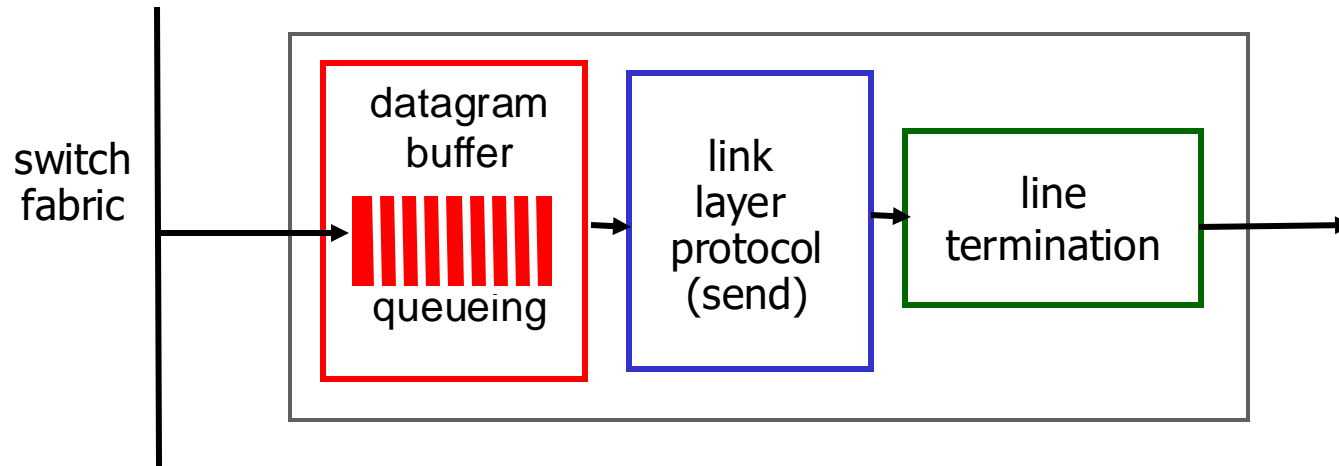 switch
fabric
datagram
buffer
queueing
link
layer
protocol
(send)
line
termination